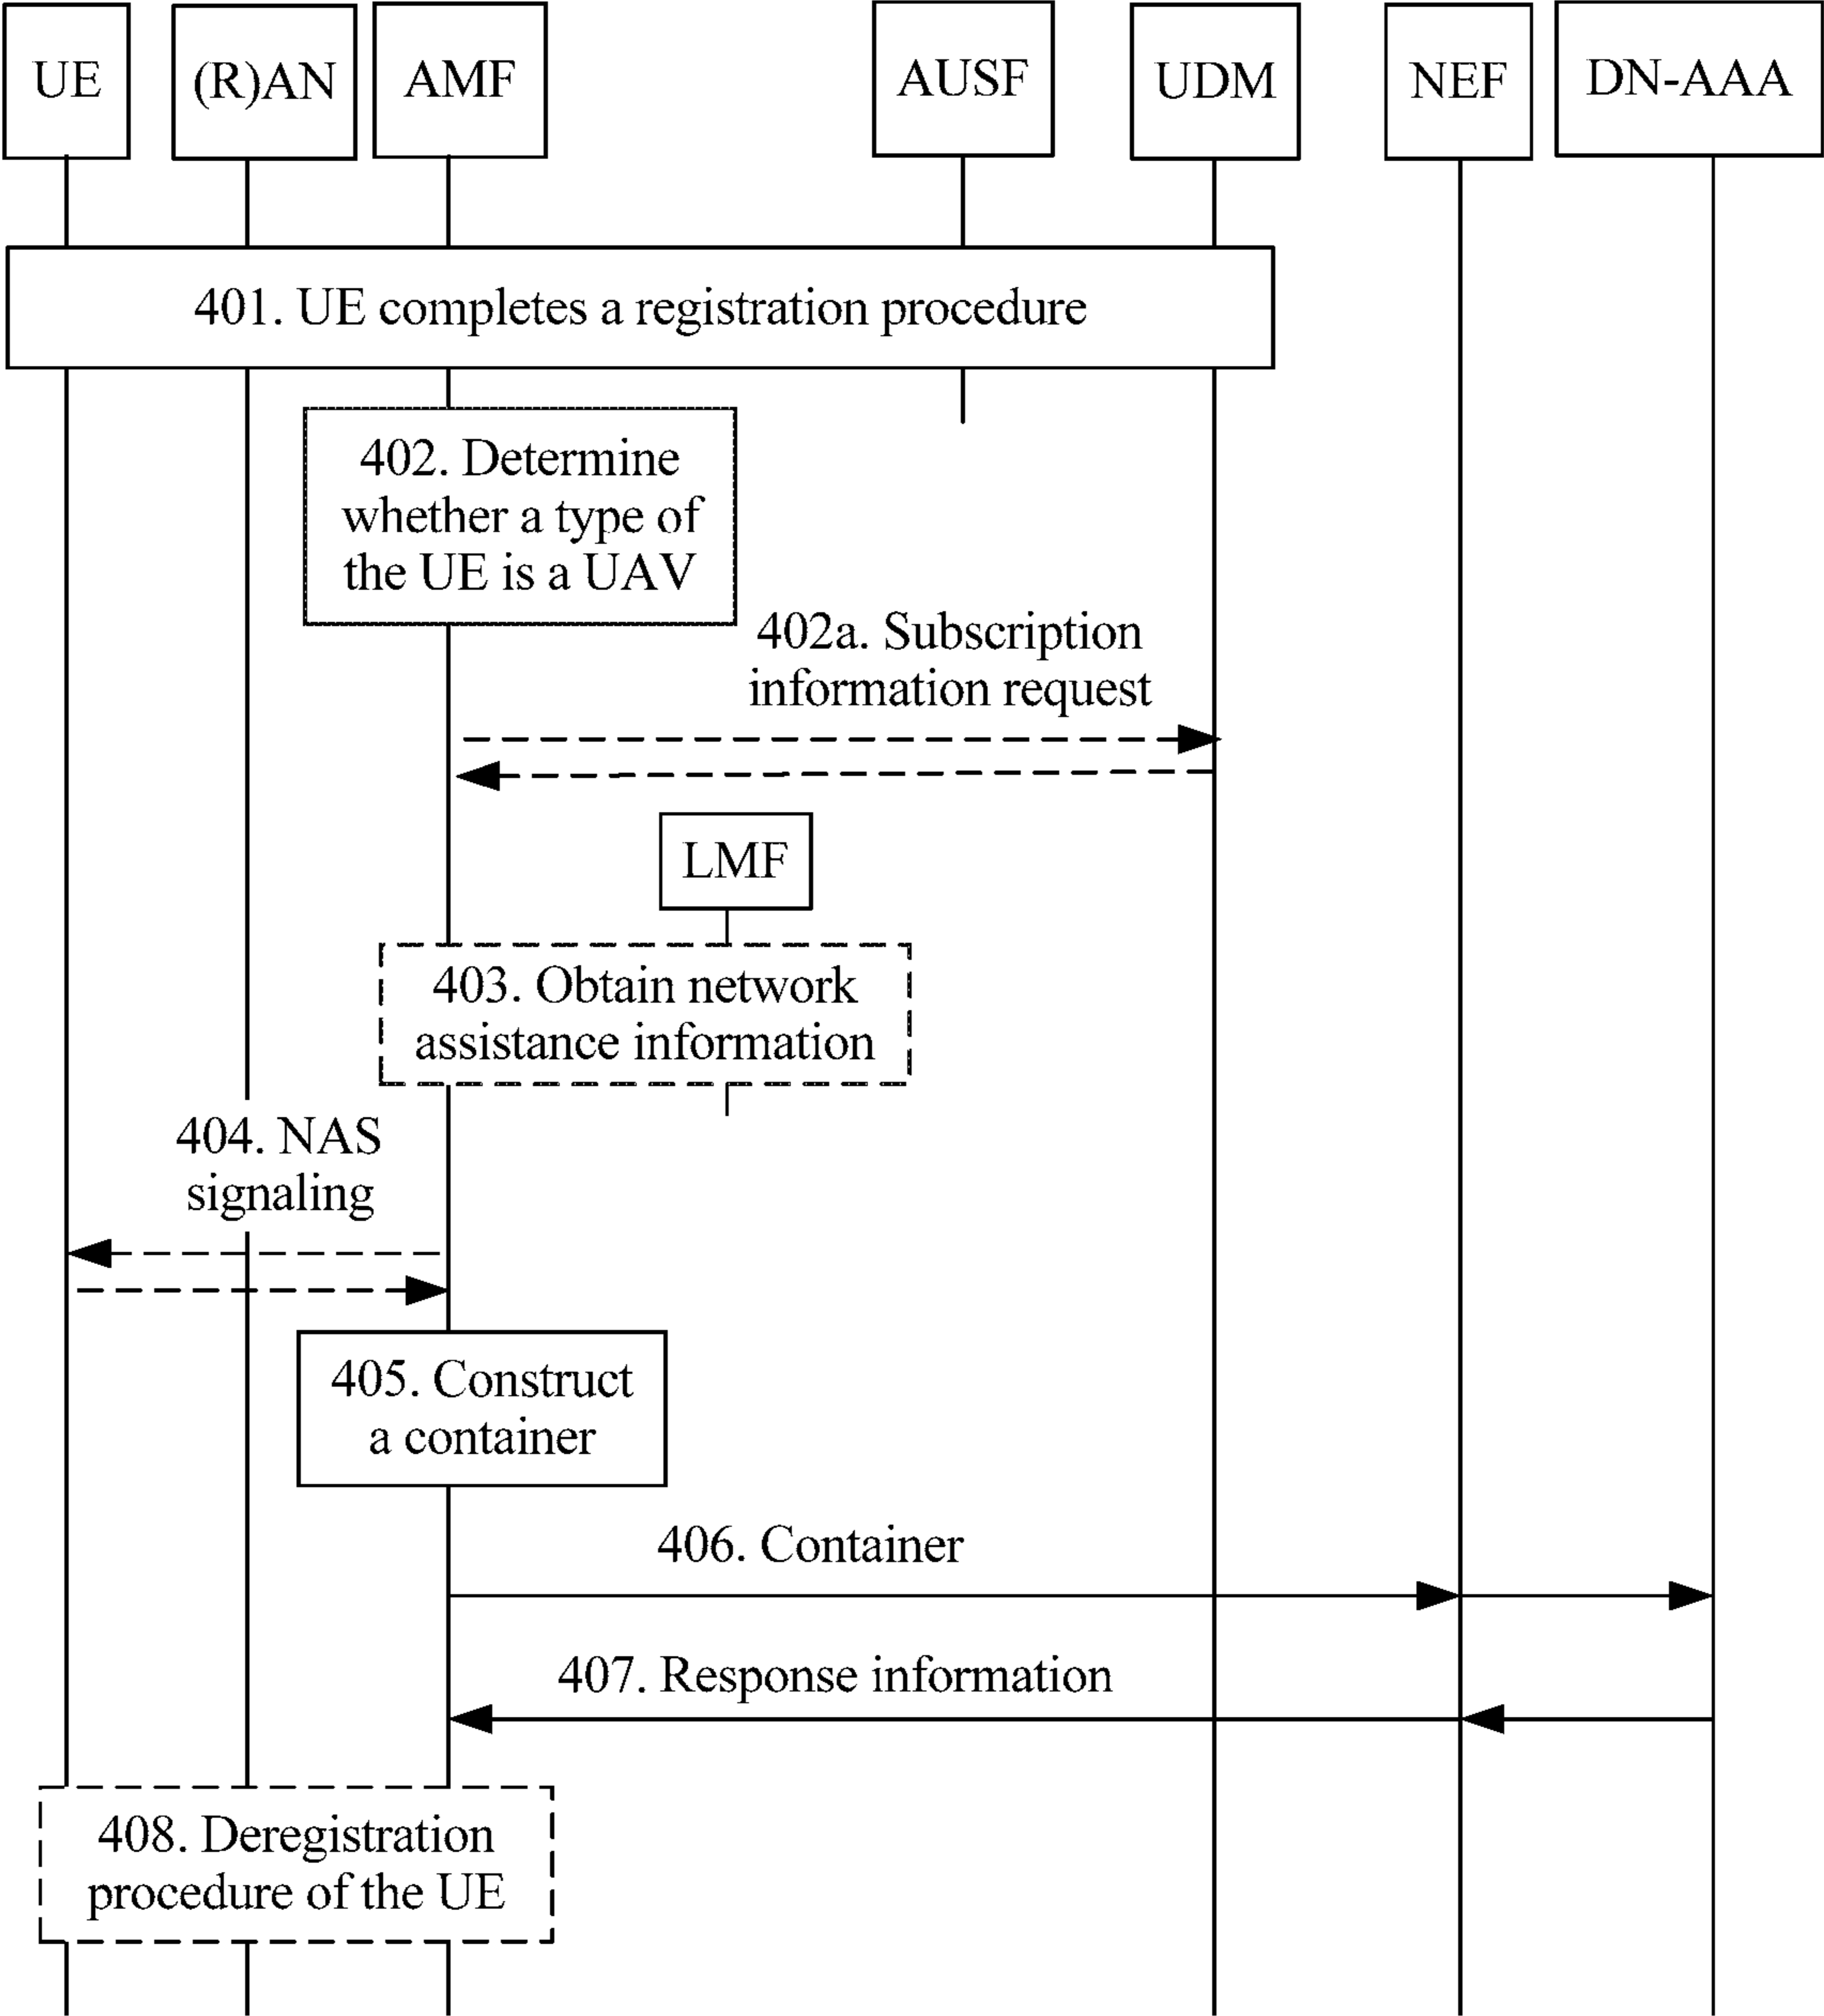 UE
(R)AN
AMF
AUSF
UDM
NEF
DN-AAA
401. UE completes a registration procedure
402. Determine
whether a type of
the UE is a UAV
402a. Subscription
information request
LMF
403. Obtain network
assistance information
404. NAS
signaling
405. Construct
a container
406. Container
407. Response information
408. Deregistration
procedure of the UE